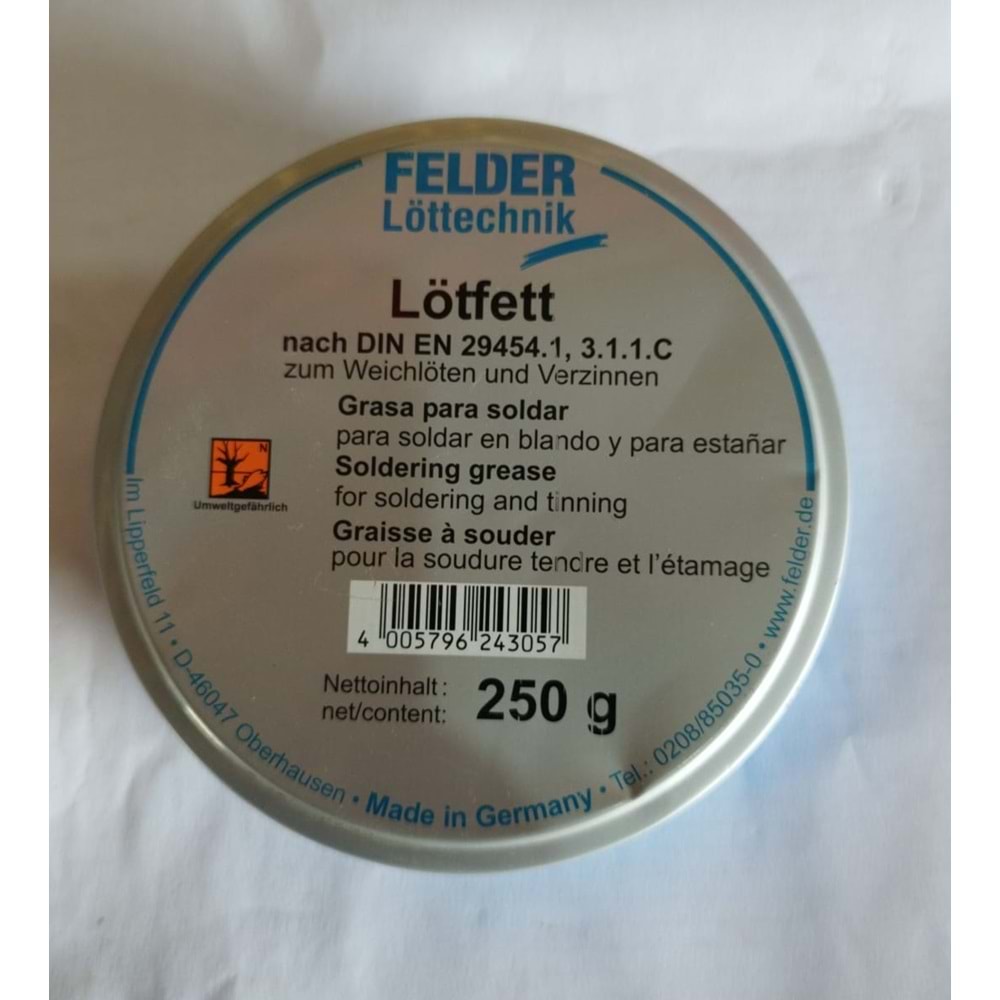 FELDER
Löttechnik
Lötfett
nach DIN EN 29454.1, 3.1.1.C
zum Weichlöten und Verzinnen
Grasa para soldar
para soldar en blando y para estañar
Soldering grease
for soldering and tinning
Graisse à souder
pour la soudure tendre et l'étamage
N
Umweltgefährlich
4 005796 243057
Nettoinhalt:
net/content:
250 g
Im Lipperfeld 11 • D-46047 Oberhausen • Made in Germany • Tel.: 0208/85035-0 • www.felder.de